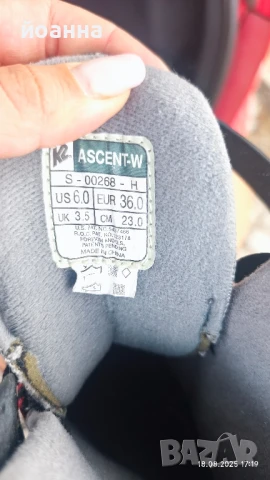 йоанна
K2 ASCENT-W
S - 00268 - H
US 6.0 EUR 36.0
UK 3.5 CM 23.0
MADE IN CHINA
BAZAR
18.08.2025 17:19